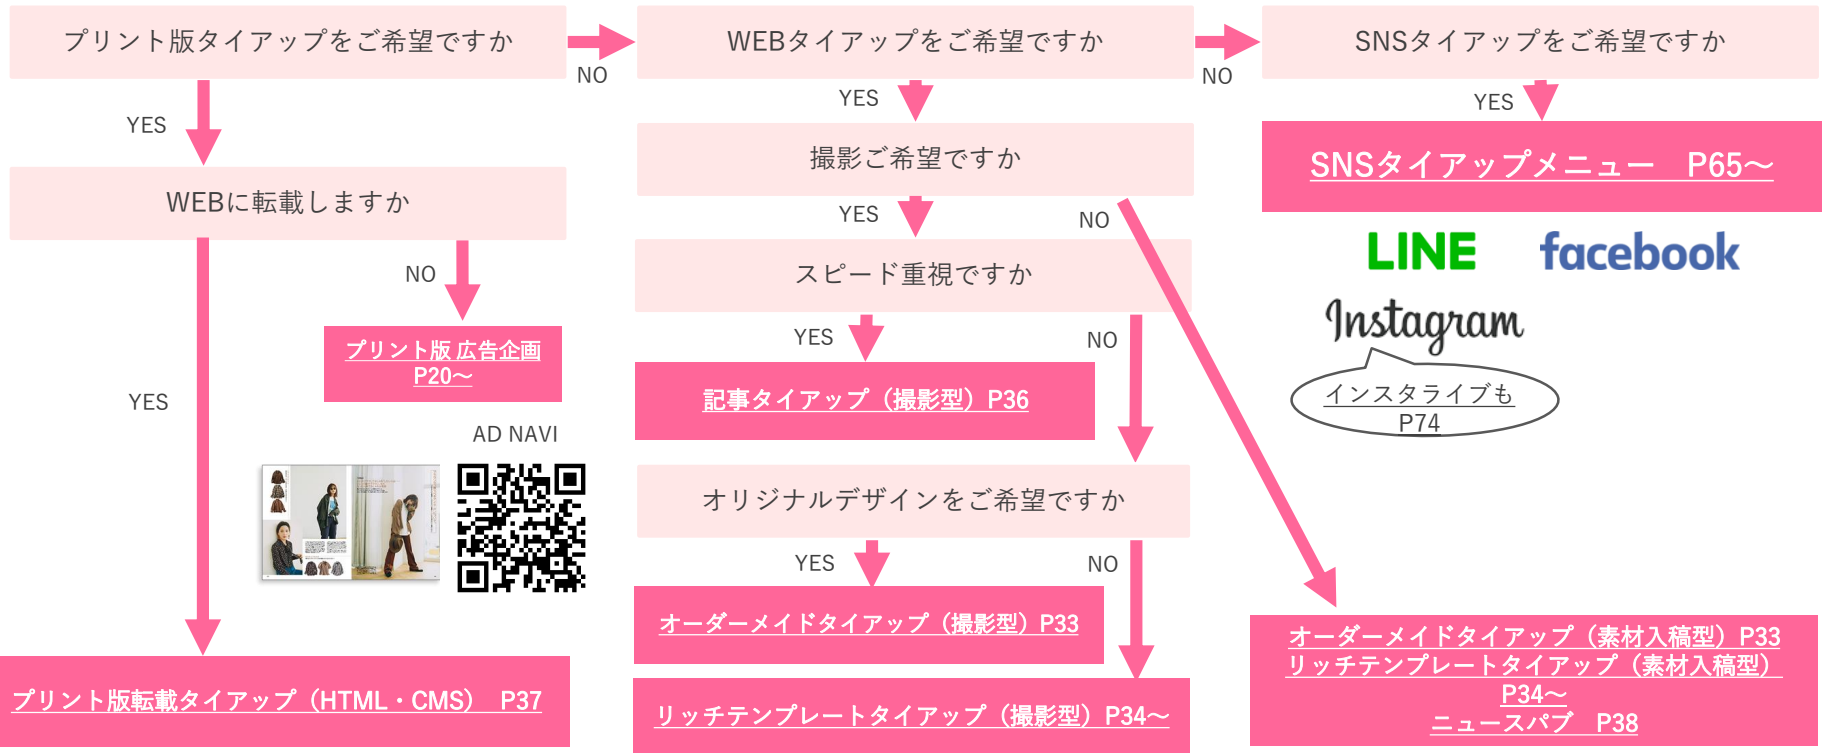 プリント版タイアップをご希望ですか
NO
YES
WEBに転載しますか
NO
プリント版 広告企画
P20～
YES
AD NAVI
プリント版転載タイアップ（HTML・CMS） P37
WEBタイアップをご希望ですか
NO
YES
撮影ご希望ですか
YES
NO
スピード重視ですか
YES
NO
記事タイアップ（撮影型）P36
オリジナルデザインをご希望ですか
YES
NO
オーダーメイドタイアップ（撮影型）P33
リッチテンプレートタイアップ（撮影型）P34～
SNSタイアップをご希望ですか
YES
SNSタイアップメニュー　P65～
LINE
facebook
Instagram
インスタライブも
P74
オーダーメイドタイアップ（素材入稿型）P33
リッチテンプレートタイアップ（素材入稿型）
P34～
ニュースパブ　P38